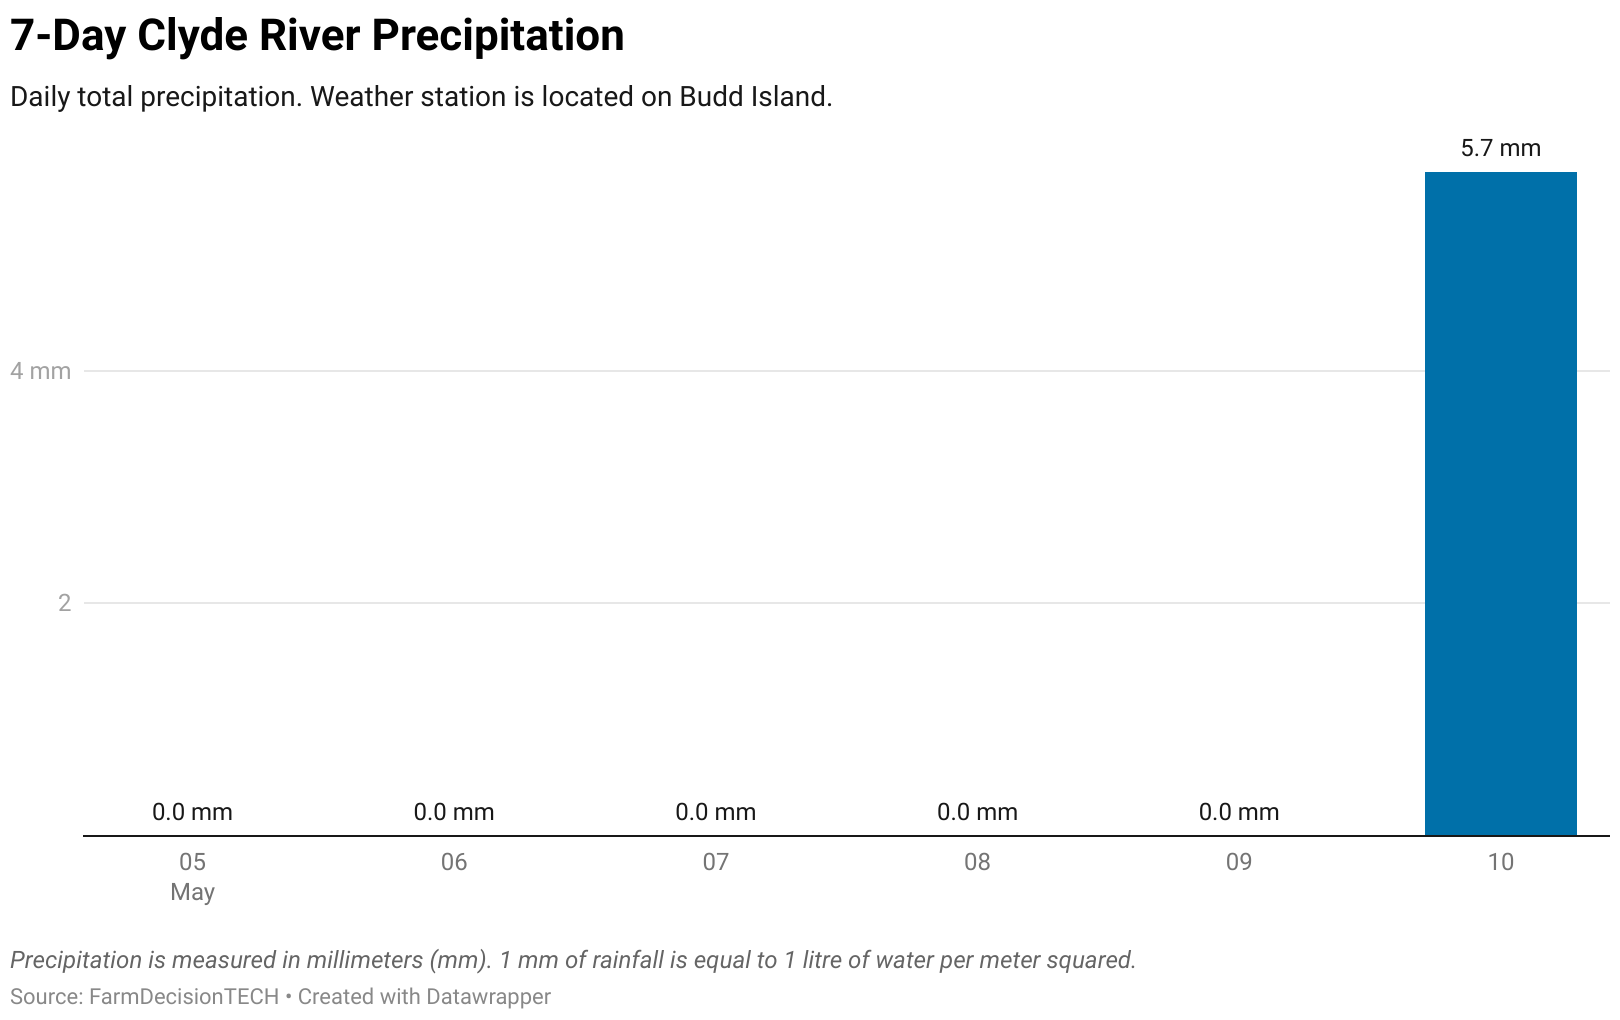 7-Day Clyde River Precipitation
Daily total precipitation. Weather station is located on Budd Island.
5.7 mm
4 mm
2
0.0 mm 0.0 mm 0.0 mm 0.0 mm 0.0 mm
05 06 07 08 09 10
May
Precipitation is measured in millimeters (mm). 1 mm of rainfall is equal to 1 litre of water per meter squared.
Source: FarmDecisionTECH • Created with Datawrapper